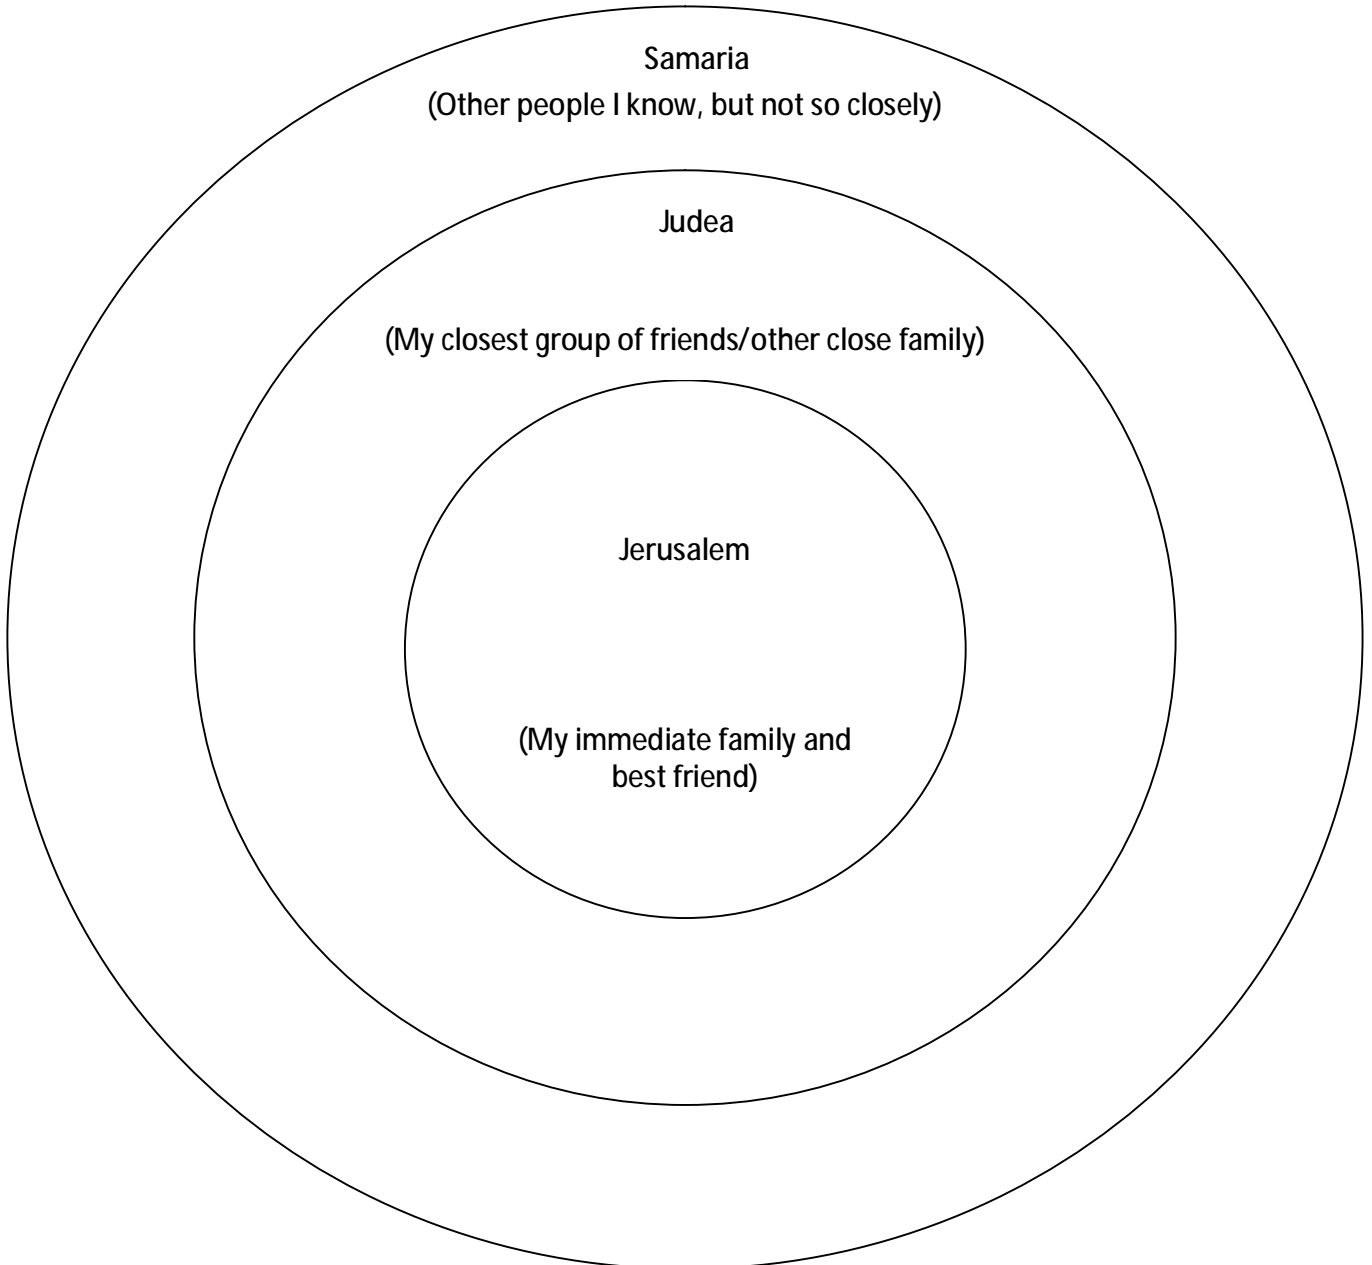 Samaria
(Other people I know, but not so closely)
Judea
(My closest group of friends/other close family)
Jerusalem
(My immediate family and
best friend)